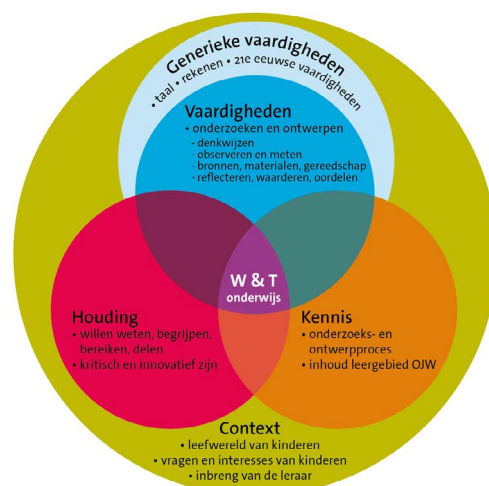 Generieke vaardigheden
• taal • rekenen • 21e eeuwse vaardigheden
Vaardigheden
• onderzoeken en ontwerpen
- denkwijzen
- observeren en meten
- bronnen, materialen, gereedschap
- reflecteren, waarderen, oordelen
W & T
onderwijs
Houding
• willen weten, begrijpen,
bereiken, delen
• kritisch en innovatief zijn
Kennis
• onderzoeks- en
ontwerpproces
• inhoud leergebied OJW
Context
• leefwereld van kinderen
• vragen en interesses van kinderen
• inbreng van de leraar